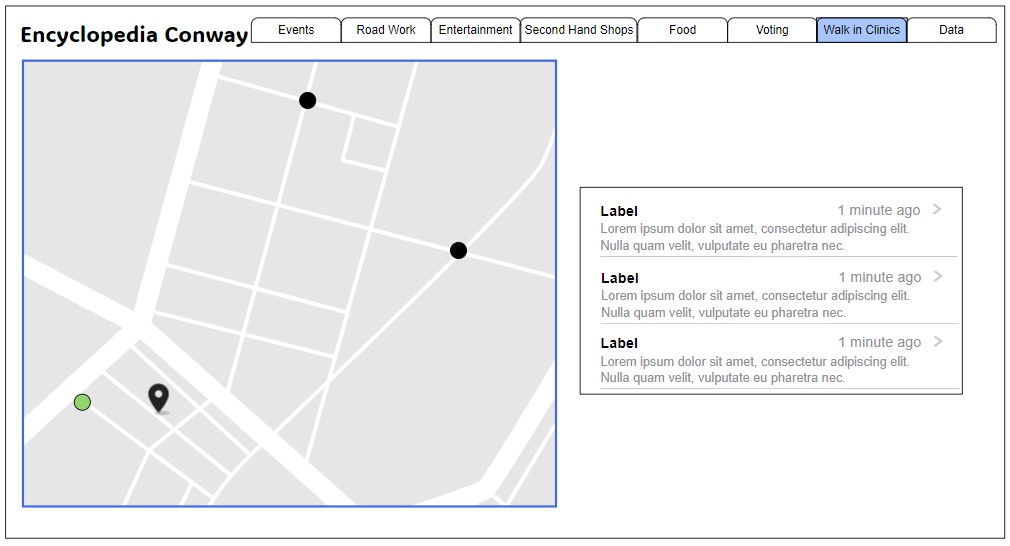 Encyclopedia Conway
Events
Road Work
Entertainment
Second Hand Shops
Food
Voting
Walk in Clinics
Data
Label
1 minute ago
Lorem ipsum dolor sit amet, consectetur adipiscing elit.
Nulla quam velit, vulputate eu pharetra nec.
Label
1 minute ago
Lorem ipsum dolor sit amet, consectetur adipiscing elit.
Nulla quam velit, vulputate eu pharetra nec.
Label
1 minute ago
Lorem ipsum dolor sit amet, consectetur adipiscing elit.
Nulla quam velit, vulputate eu pharetra nec.